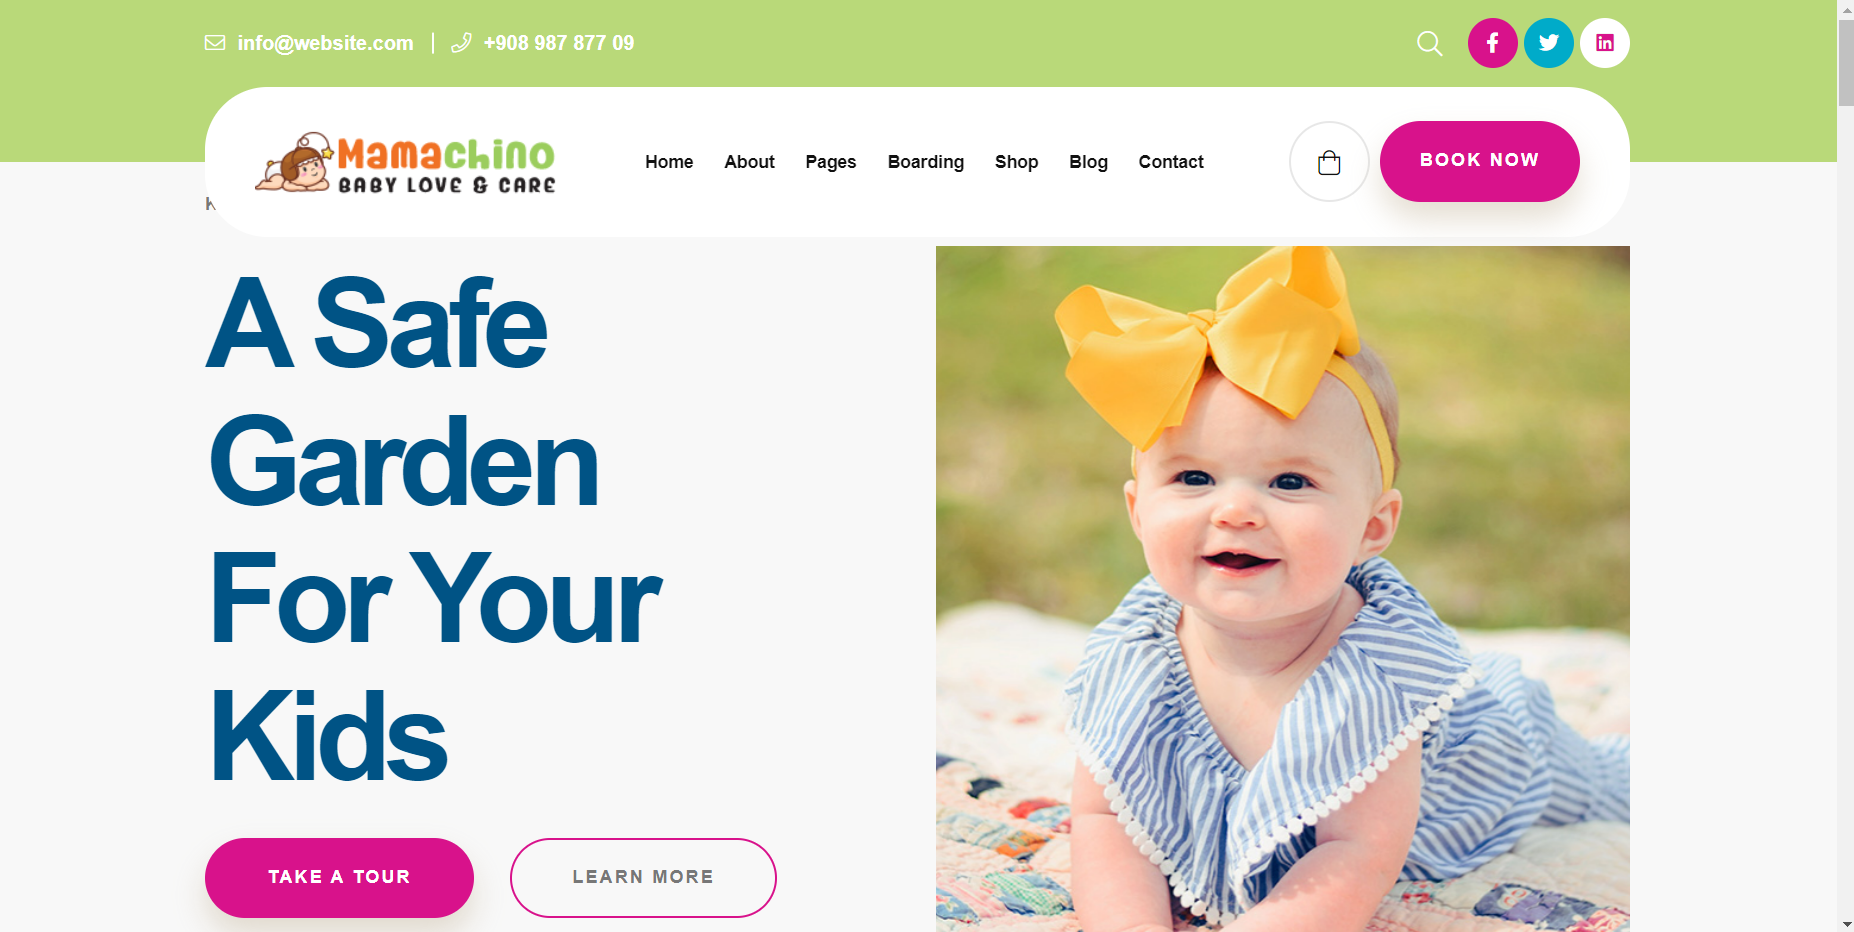 info@website.com
+908 987 877 09
Mamachino
BABY LOVE & CARE
Home
About
Pages
Boarding
Shop
Blog
Contact
BOOK NOW
A Safe
Garden
For Your
Kids
TAKE A TOUR
LEARN MORE